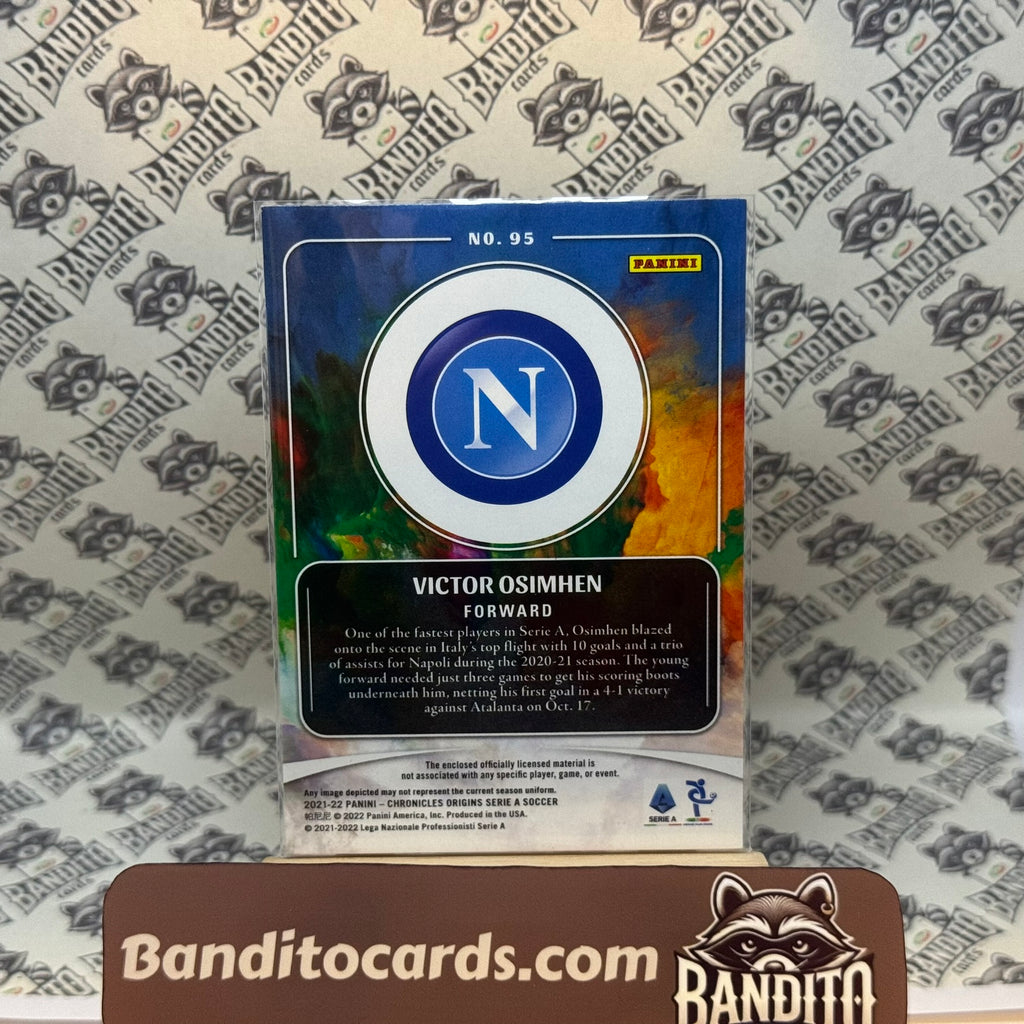 NO. 95
PANINI
N
VICTOR OSIMHEN
FORWARD
One of the fastest players in Serie A, Osimhen blazed
onto the scene in Italy's top flight with 10 goals and a trio
of assists for Napoli during the 2020-21 season. The young
forward needed just three games to get his scoring boots
underneath him, netting his first goal in a 4-1 victory
against Atalanta on Oct. 17.
The enclosed officially licensed material is
not associated with any specific player, game, or event.
Any image depicted may not represent the current season uniform.
2021-22 PANINI – CHRONICLES ORIGINS SERIE A SOCCER
帕尼尼 © 2022 Panini America, Inc. Produced in the USA.
© 2021-2022 Lega Nazionale Professionisti Serie A
SERIE A
Banditocards.com
BANDITO
BANDITO
cards